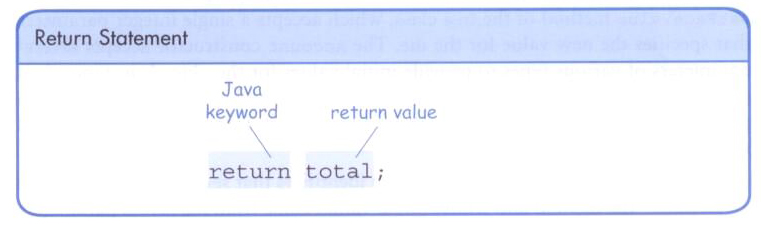 Return Statement
Java
keyword return value
return total;